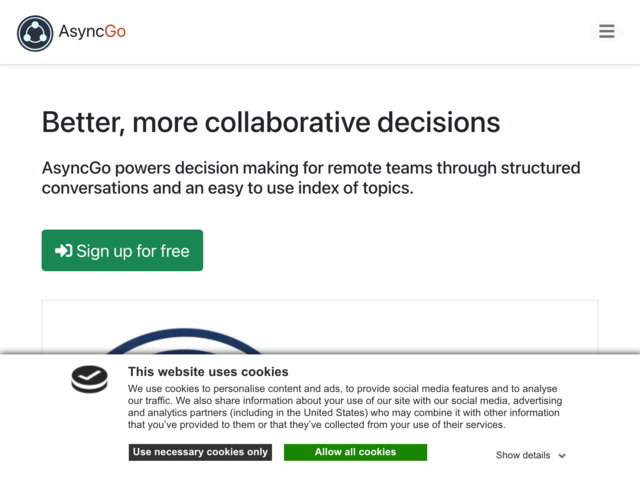 AsyncGo
Better, more collaborative decisions
AsyncGo powers decision making for remote teams through structured
conversations and an easy to use index of topics.
Sign up for free
This website uses cookies
We use cookies to personalise content and ads, to provide social media features and to analyse
our traffic. We also share information about your use of our site with our social media, advertising
and analytics partners (including in the United States) who may combine it with other information
that you've provided to them or that they've collected from your use of their services.
Use necessary cookies only
Allow all cookies
Show details